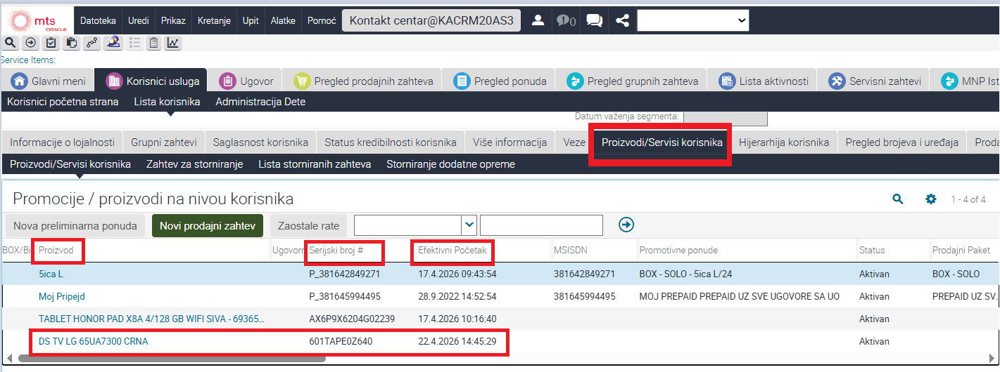 mts
ORACLE
Datoteka Uredi Prikaz Kretanje Upit Alatke Pomoć Kontakt centar@KACRM20AS3 0
Service Items:
Glavni meni Korisnici usluga Ugovor Pregled prodajnih zahteva Pregled ponuda Pregled grupnih zahteva Lista aktivnosti Servisni zahtevi MNP Ist
Korisnici početna strana Lista korisnika Administracija Dete
Datum važenja segmenta:
Informacije o lojalnosti Grupni zahtevi Saglasnost korisnika Status kredibilnosti korisnika Više informacija Veze Proizvodi/Servisi korisnika Hijerarhija korisnika Pregled brojeva i uređaja Proda
Proizvodi/Servisi korisnika Zahtev za storniranje Lista storniranih zahteva Storniranje dodatne opreme
Promocije / proizvodi na nivou korisnika 1 - 4 of 4
Nova preliminarna ponuda Novi prodajni zahtev Zaostale rate
BOX/Bi Proizvod Ugovorn Serijski broj # Efektivni Početak MSISDN Promotivne ponude Status Prodajni Paket
5ica L P_381642849271 17.4.2026 09:43:54 381642849271 BOX - SOLO - 5ica L/24 Aktivan BOX - SOLO
Moj Pripejd P_381645994495 28.9.2022 14:52:54 381645994495 MOJ PREPAID PREPAID UZ SVE UGOVORE SA UO Aktivan PREPAID UZ SV.
TABLET HONOR PAD X8A 4/128 GB WIFI SIVA - 69365... AX6P9X6204G02239 17.4.2026 10:16:40 Aktivan
DS TV LG 65UA7300 CRNA 601TAPE0Z640 22.4.2026 14:45:29 Aktivan